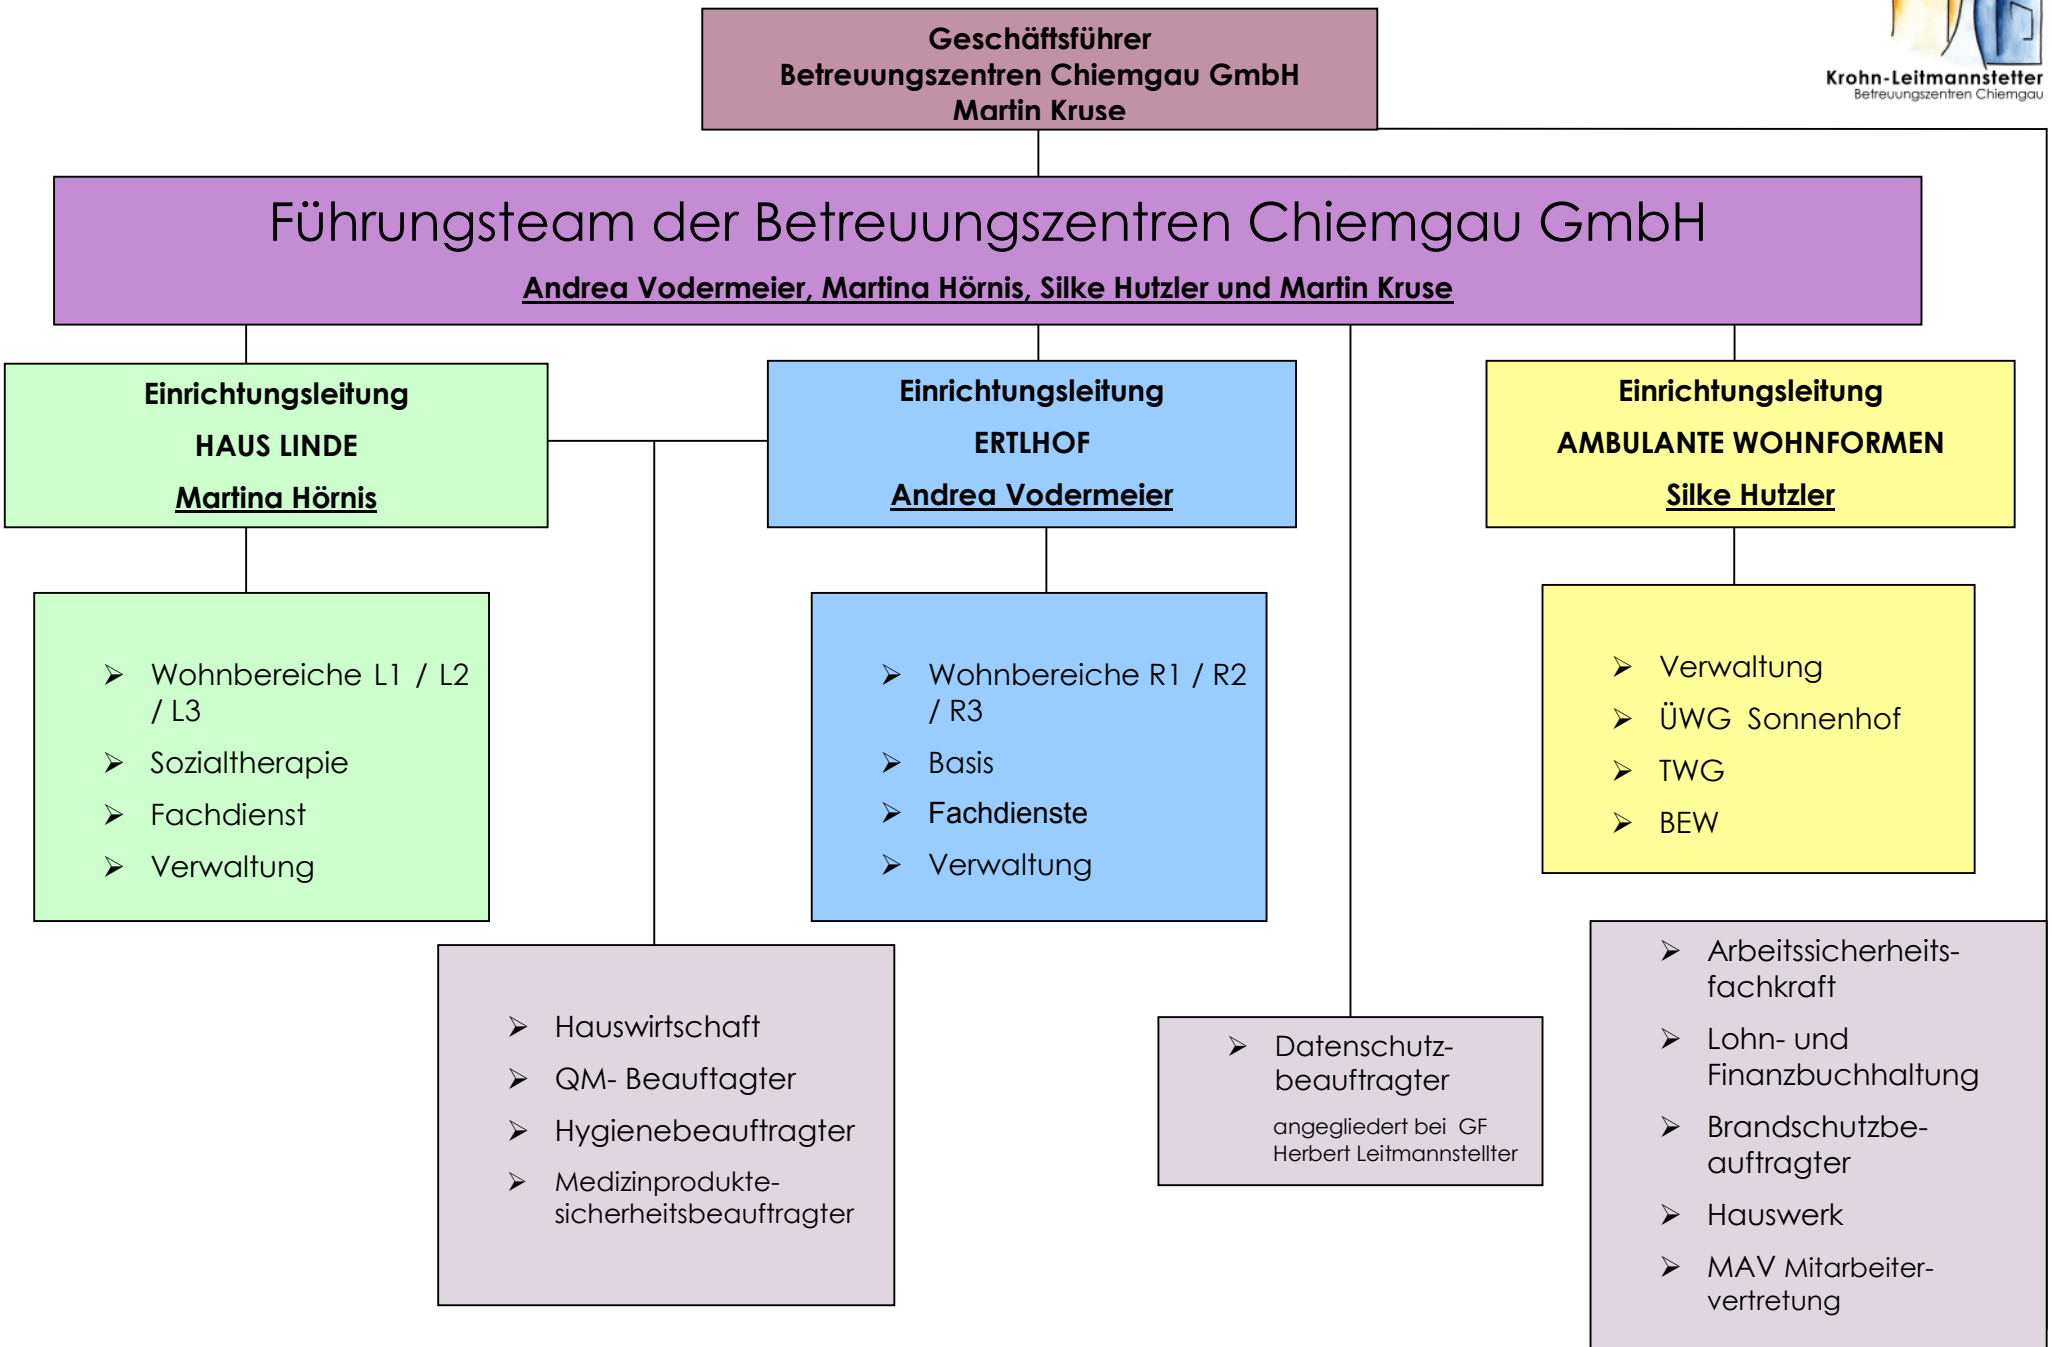 Geschäftsführer
Betreuungszentren Chiemgau GmbH
Martin Kruse
Krohn-Leitmannstetter
Betreuungszentren Chiemgau
Führungsteam der Betreuungszentren Chiemgau GmbH
Andrea Vodermeier, Martina Hörnis, Silke Hutzler und Martin Kruse
Einrichtungsleitung
HAUS LINDE
Martina Hörnis
Einrichtungsleitung
ERTLHOF
Andrea Vodermeier
Einrichtungsleitung
AMBULANTE WOHNFORMEN
Silke Hutzler
➢ Wohnbereiche L1 / L2
/ L3
➢ Sozialtherapie
➢ Fachdienst
➢ Verwaltung
➢ Wohnbereiche R1 / R2
/ R3
➢ Basis
➢ Fachdienste
➢ Verwaltung
➢ Verwaltung
➢ ÜWG Sonnenhof
➢ TWG
➢ BEW
➢ Hauswirtschaft
➢ QM- Beauftagter
➢ Hygienebeauftragter
➢ Medizinprodukte-
sicherheitsbeauftragter
➢ Datenschutz-
beauftragter
angegliedert bei GF
Herbert Leitmannstellter
➢ Arbeitssicherheits-
fachkraft
➢ Lohn- und
Finanzbuchhaltung
➢ Brandschutzbe-
auftragter
➢ Hauswerk
➢ MAV Mitarbeiter-
vertretung